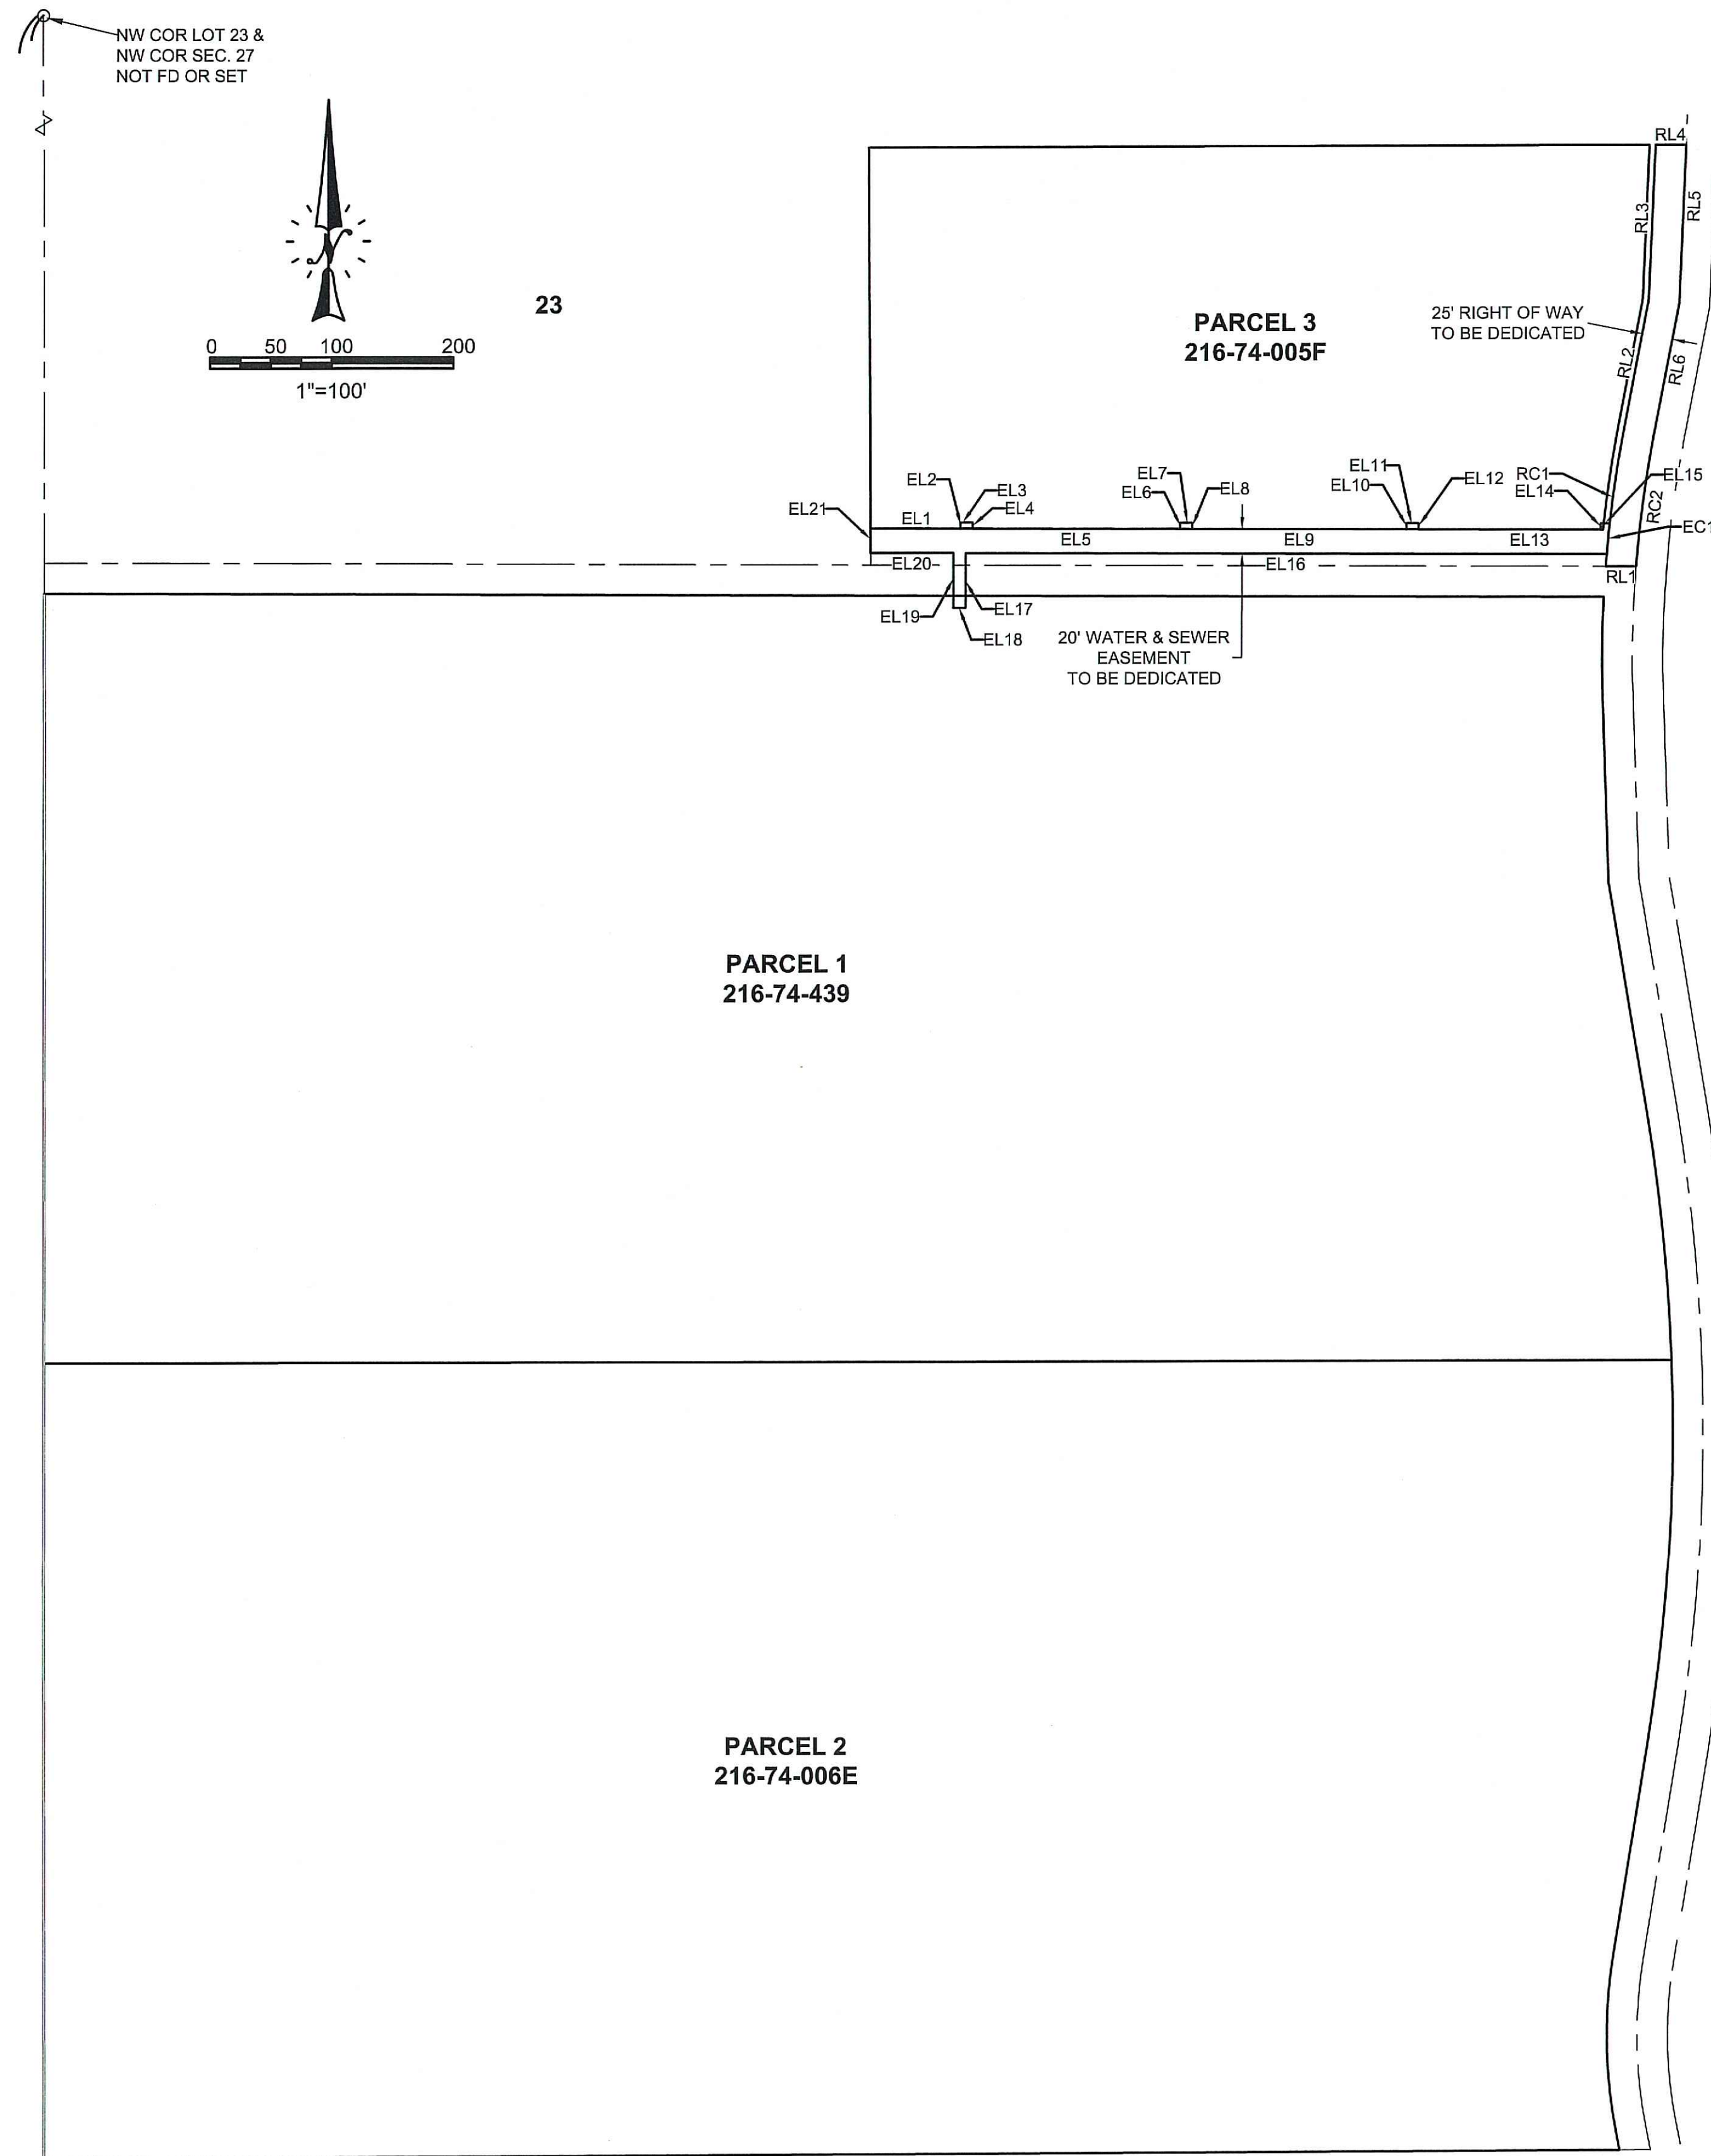 NW COR LOT 23 &
NW COR SEC. 27
NOT FD OR SET
N
23
0 50 100 200
1"=100'
RL4
RL3
RL5
PARCEL 3
216-74-005F
25' RIGHT OF WAY
TO BE DEDICATED
RL2
RL6
EL2
EL3
EL4
EL7
EL6
EL8
EL11
EL10
EL12
RC1
EL14
EL15
RC2
EL21
EL1
EL5
EL9
EL13
EC1
EL20
EL16
RL1
EL19
EL17
EL18
20' WATER & SEWER
EASEMENT
TO BE DEDICATED
PARCEL 1
216-74-439
PARCEL 2
216-74-006E